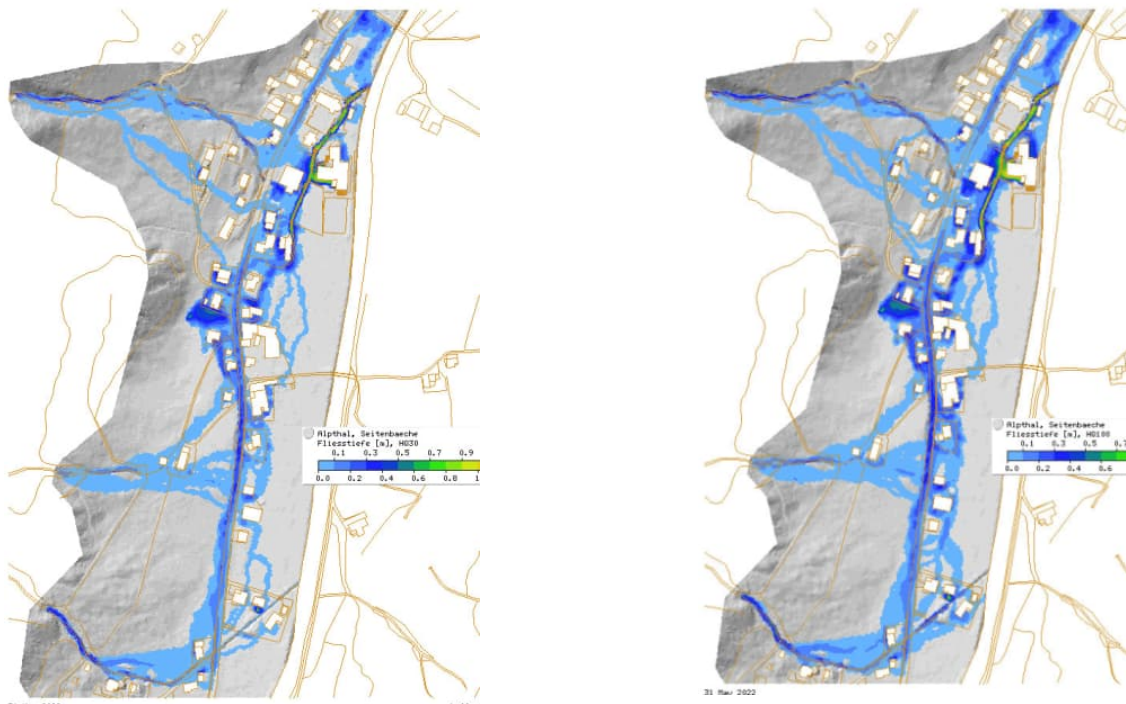 Alpthal, Seitenbaeche
Fliesstiefe [m], HQ30
0.1 0.3 0.5 0.7 0.9
0.0 0.2 0.4 0.6 0.8 1
Alpthal, Seitenbaeche
Fliesstiefe [m], HQ100
0.1 0.3 0.5 0.7
0.0 0.2 0.4 0.6
31 May 2022